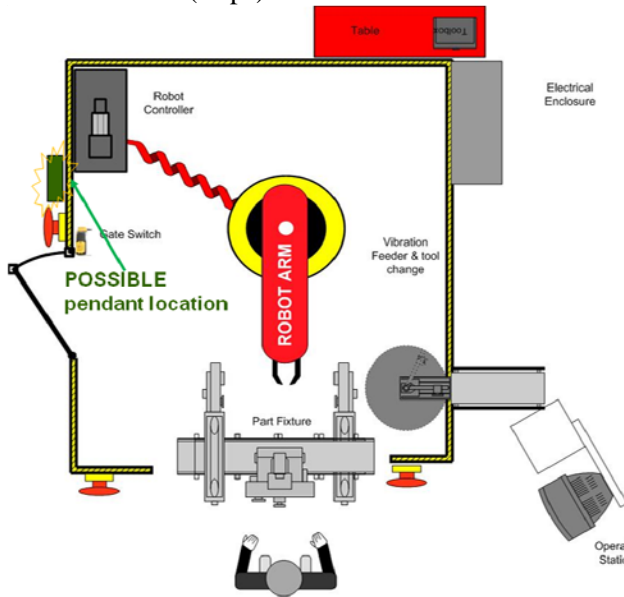 Table
Toolbox
Robot
Controller
Electrical
Enclosure
Gate Switch
POSSIBLE
pendant location
ROBOT ARM
Vibration
Feeder & tool
change
Part Fixture